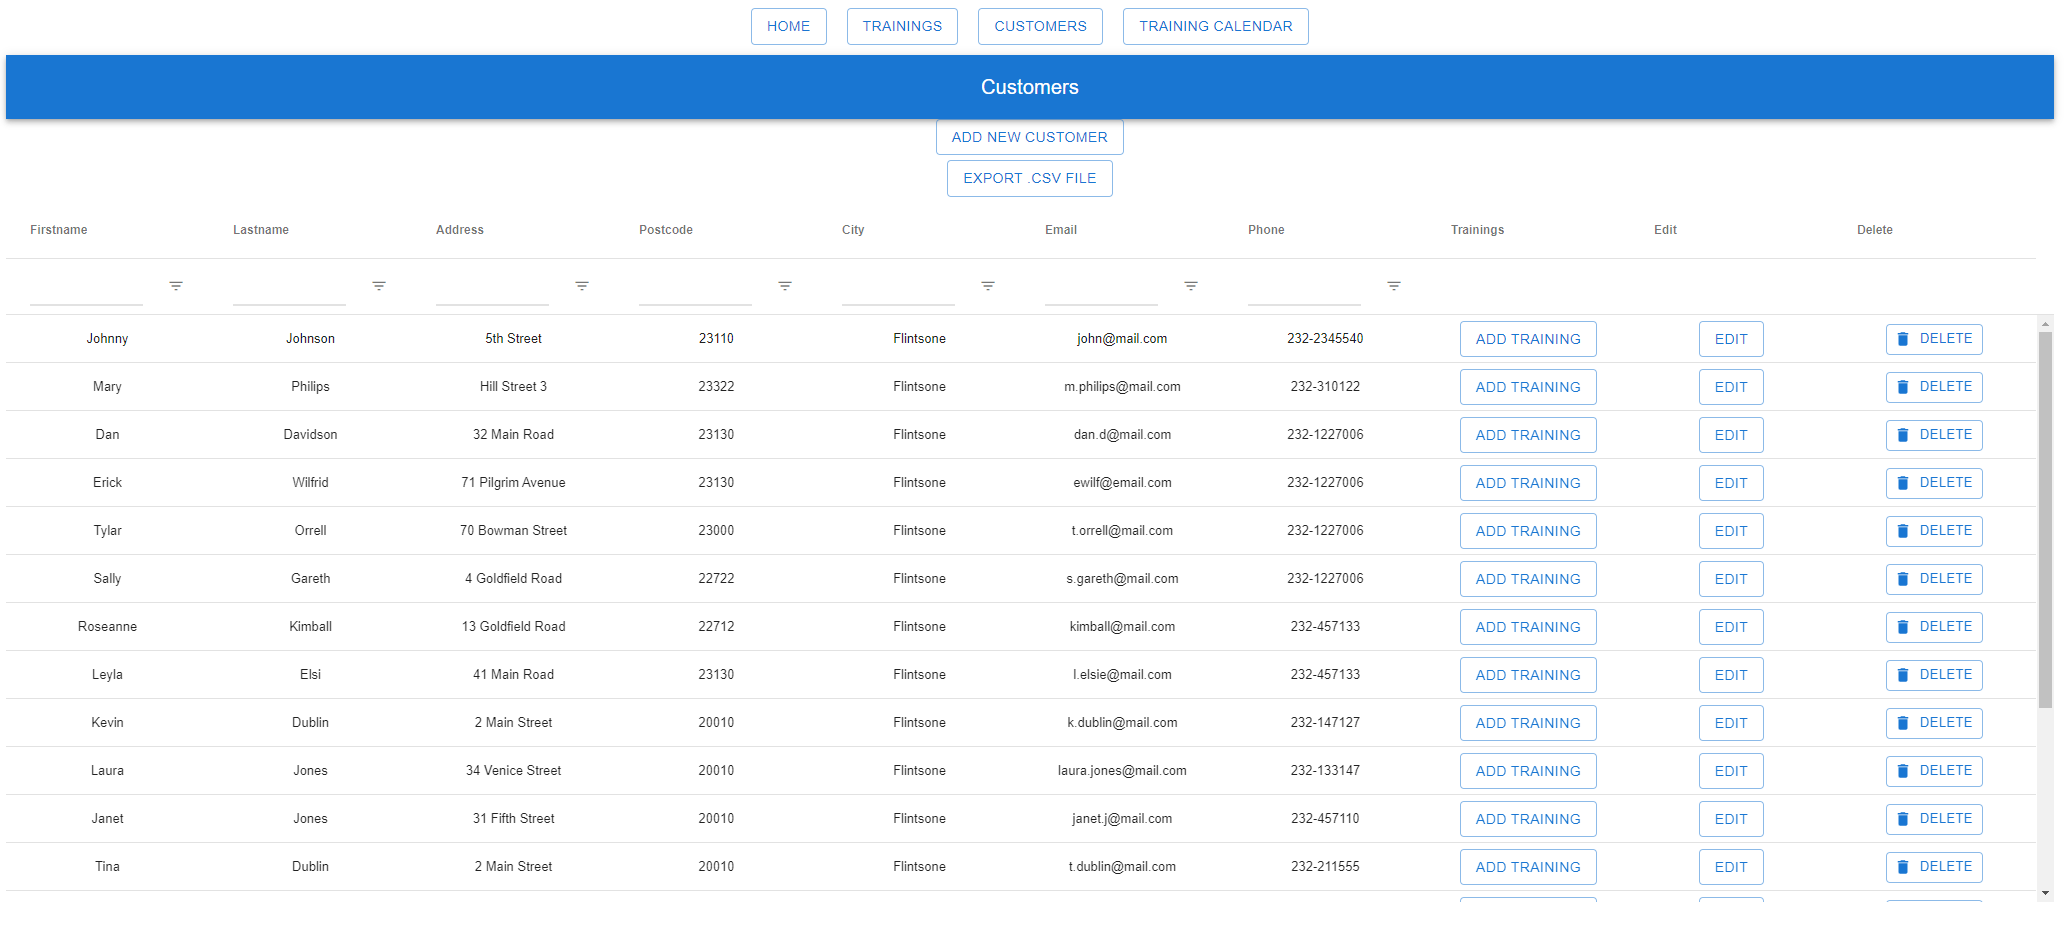 HOME TRAININGS CUSTOMERS TRAINING CALENDAR
Customers
ADD NEW CUSTOMER
EXPORT .CSV FILE
Firstname Lastname Address Postcode City Email Phone Trainings Edit Delete
Johnny Johnson 5th Street 23110 Flintsone john@mail.com 232-2345540 ADD TRAINING EDIT DELETE
Mary Philips Hill Street 3 23322 Flintsone m.philips@mail.com 232-310122 ADD TRAINING EDIT DELETE
Dan Davidson 32 Main Road 23130 Flintsone dan.d@mail.com 232-1227006 ADD TRAINING EDIT DELETE
Erick Wilfrid 71 Pilgrim Avenue 23130 Flintsone ewilf@email.com 232-1227006 ADD TRAINING EDIT DELETE
Tylar Orrell 70 Bowman Street 23000 Flintsone t.orrell@mail.com 232-1227006 ADD TRAINING EDIT DELETE
Sally Gareth 4 Goldfield Road 22722 Flintsone s.gareth@mail.com 232-1227006 ADD TRAINING EDIT DELETE
Roseanne Kimball 13 Goldfield Road 22712 Flintsone kimball@mail.com 232-457133 ADD TRAINING EDIT DELETE
Leyla Elsi 41 Main Road 23130 Flintsone l.elsie@mail.com 232-457133 ADD TRAINING EDIT DELETE
Kevin Dublin 2 Main Street 20010 Flintsone k.dublin@mail.com 232-147127 ADD TRAINING EDIT DELETE
Laura Jones 34 Venice Street 20010 Flintsone laura.jones@mail.com 232-133147 ADD TRAINING EDIT DELETE
Janet Jones 31 Fifth Street 20010 Flintsone janet.j@mail.com 232-457110 ADD TRAINING EDIT DELETE
Tina Dublin 2 Main Street 20010 Flintsone t.dublin@mail.com 232-211555 ADD TRAINING EDIT DELETE